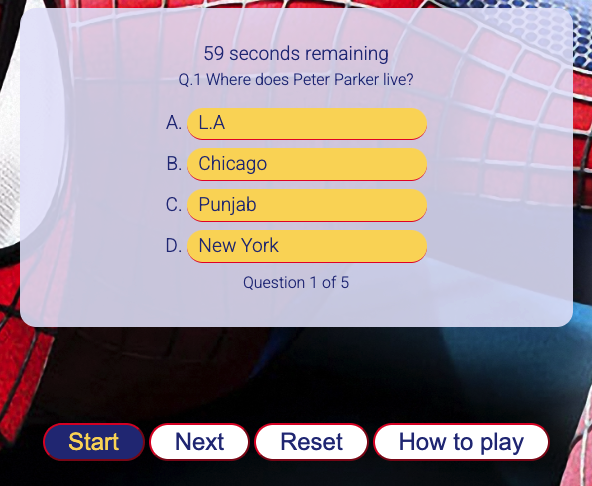 59 seconds remaining
Q.1 Where does Peter Parker live?
A. L.A
B. Chicago
C. Punjab
D. New York
Question 1 of 5
Start Next Reset How to play